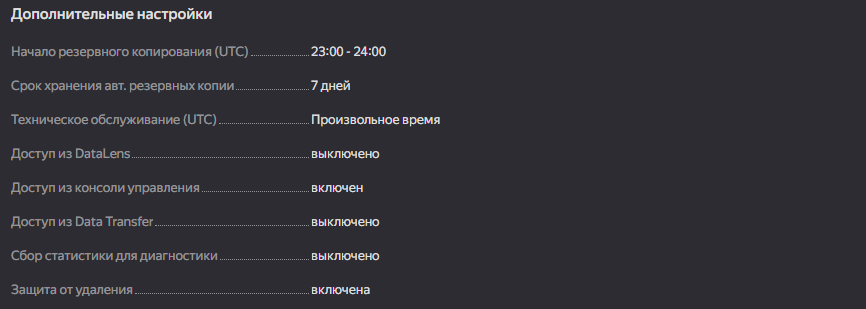 Дополнительные настройки
Начало резервного копирования (UTC) 23:00 - 24:00
Срок хранения авт. резервных копии 7 дней
Техническое обслуживание (UTC) Произвольное время
Доступ из DataLens выключено
Доступ из консоли управления включен
Доступ из Data Transfer выключено
Сбор статистики для диагностики выключено
Защита от удаления включена